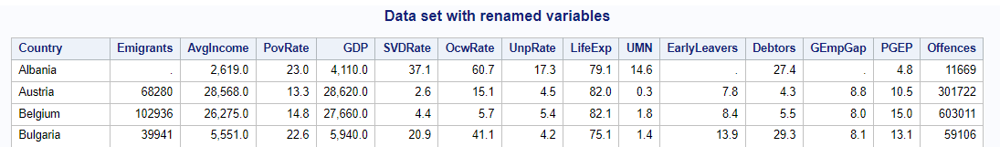 Data set with renamed variables
Country Emigrants AvgIncome PovRate GDP SVDRate OcwRate UnpRate LifeExp UMN EarlyLeavers Debtors GEmpGap PGEP Offences
Albania . 2,619.0 23.0 4,110.0 37.1 60.7 17.3 79.1 14.6 . 27.4 . 4.8 11669
Austria 68280 28,568.0 13.3 28,620.0 2.6 15.1 4.5 82.0 0.3 7.8 4.3 8.8 10.5 301722
Belgium 102936 26,275.0 14.8 27,660.0 4.4 5.7 5.4 82.1 1.8 8.4 5.5 8.0 15.0 603011
Bulgaria 39941 5,551.0 22.6 5,940.0 20.9 41.1 4.2 75.1 1.4 13.9 29.3 8.1 13.1 59106